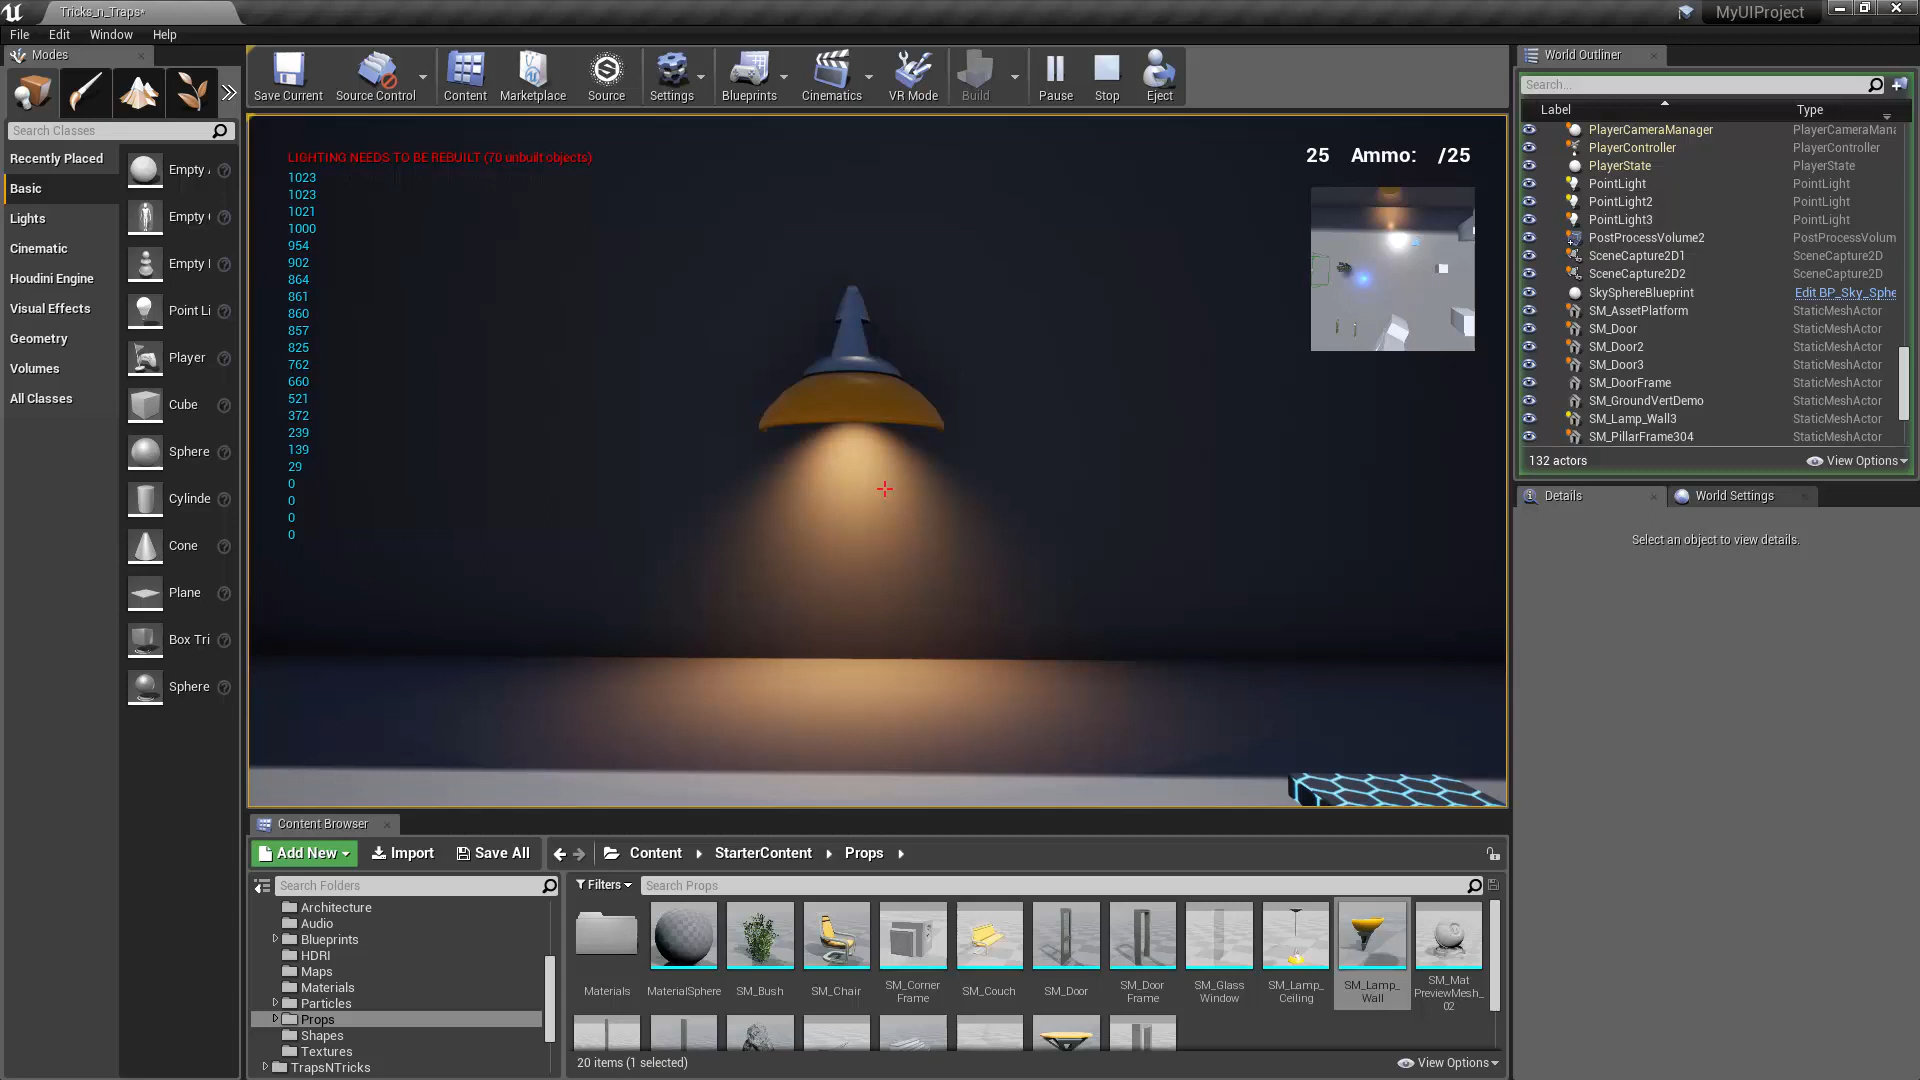 Tricks_n_Traps*
MyUIProject
File Edit Window Help
Modes
Search Classes
Recently Placed
Basic
Lights
Cinematic
Houdini Engine
Visual Effects
Geometry
Volumes
All Classes
Empty
Empty
Empty
Point Li
Player
Cube
Sphere
Cylinde
Cone
Plane
Box Tri
Sphere
Save Current
Source Control
Content
Marketplace
Source
Settings
Blueprints
Cinematics
VR Mode
Build
Pause
Stop
Eject
LIGHTING NEEDS TO BE REBUILT (70 unbuilt objects)
1023
1023
1021
1000
954
902
864
861
860
857
825
762
660
521
372
239
139
29
0
0
0
0
25 Ammo: /25
World Outliner
Search...
Label Type
PlayerCameraManager PlayerCameraMana
PlayerController PlayerController
PlayerState PlayerState
PointLight PointLight
PointLight2 PointLight
PointLight3 PointLight
PostProcessVolume2 PostProcessVolum
SceneCapture2D1 SceneCapture2D
SceneCapture2D2 SceneCapture2D
SkySphereBlueprint Edit BP_Sky_Sphe
SM_AssetPlatform StaticMeshActor
SM_Door StaticMeshActor
SM_Door2 StaticMeshActor
SM_Door3 StaticMeshActor
SM_DoorFrame StaticMeshActor
SM_GroundVertDemo StaticMeshActor
SM_Lamp_Wall3 StaticMeshActor
SM_PillarFrame304 StaticMeshActor
132 actors View Options
Details World Settings
Select an object to view details.
Content Browser
Add New Import Save All Content StarterContent Props
Search Folders
Architecture
Audio
Blueprints
HDRI
Maps
Materials
Particles
Props
Shapes
Textures
TrapsNTricks
Filters Search Props
Materials
MaterialSphere
SM_Bush
SM_Chair
SM_Corner
Frame
SM_Couch
SM_Door
SM_Door
Frame
SM_Glass
Window
SM_Lamp_
Ceiling
SM_Lamp_
Wall
SM_Mat
PreviewMesh_
02
20 items (1 selected) View Options